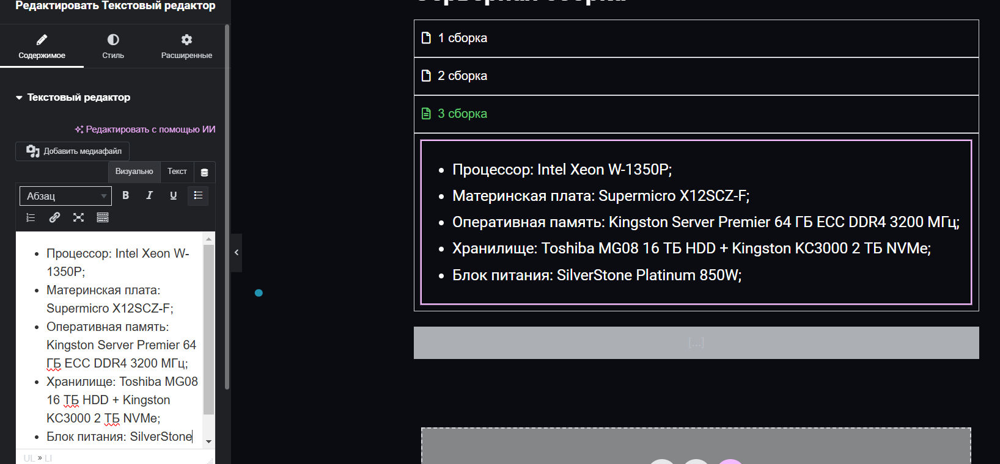 Редактировать Текстовый редактор
Содержимое
Стиль
Расширенные
Текстовый редактор
Редактировать с помощью ИИ
Добавить медиафайл
Визуально
Текст
Абзац
B I U
Процессор: Intel Xeon W-
1350P;
Материнская плата:
Supermicro X12SCZ-F;
Оперативная память:
Kingston Server Premier 64
ГБ ECC DDR4 3200 МГц;
Хранилище: Toshiba MG08
16 ТБ HDD + Kingston
KC3000 2 ТБ NVMe;
Блок питания: SilverStone
UL » LI
1 сборка
2 сборка
3 сборка
Процессор: Intel Xeon W-1350P;
Материнская плата: Supermicro X12SCZ-F;
Оперативная память: Kingston Server Premier 64 ГБ ECC DDR4 3200 МГц;
Хранилище: Toshiba MG08 16 ТБ HDD + Kingston KC3000 2 ТБ NVMe;
Блок питания: SilverStone Platinum 850W;
[...]